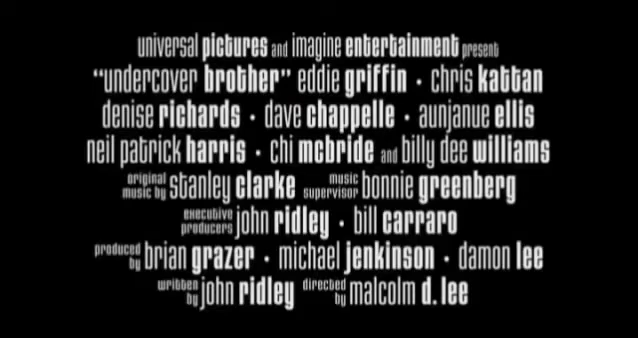 universal pictures and imagine entertainment present
“undercover brother” eddie griffin · chris kattan
denise richards · dave chappelle · aunjanue ellis
neil patrick harris · chi mcbride and billy dee williams
original music by stanley clarke music supervisor bonnie greenberg
executive producers john ridley · bill carraro
produced by brian grazer · michael jenkinson · damon lee
written by john ridley directed by malcolm d. lee